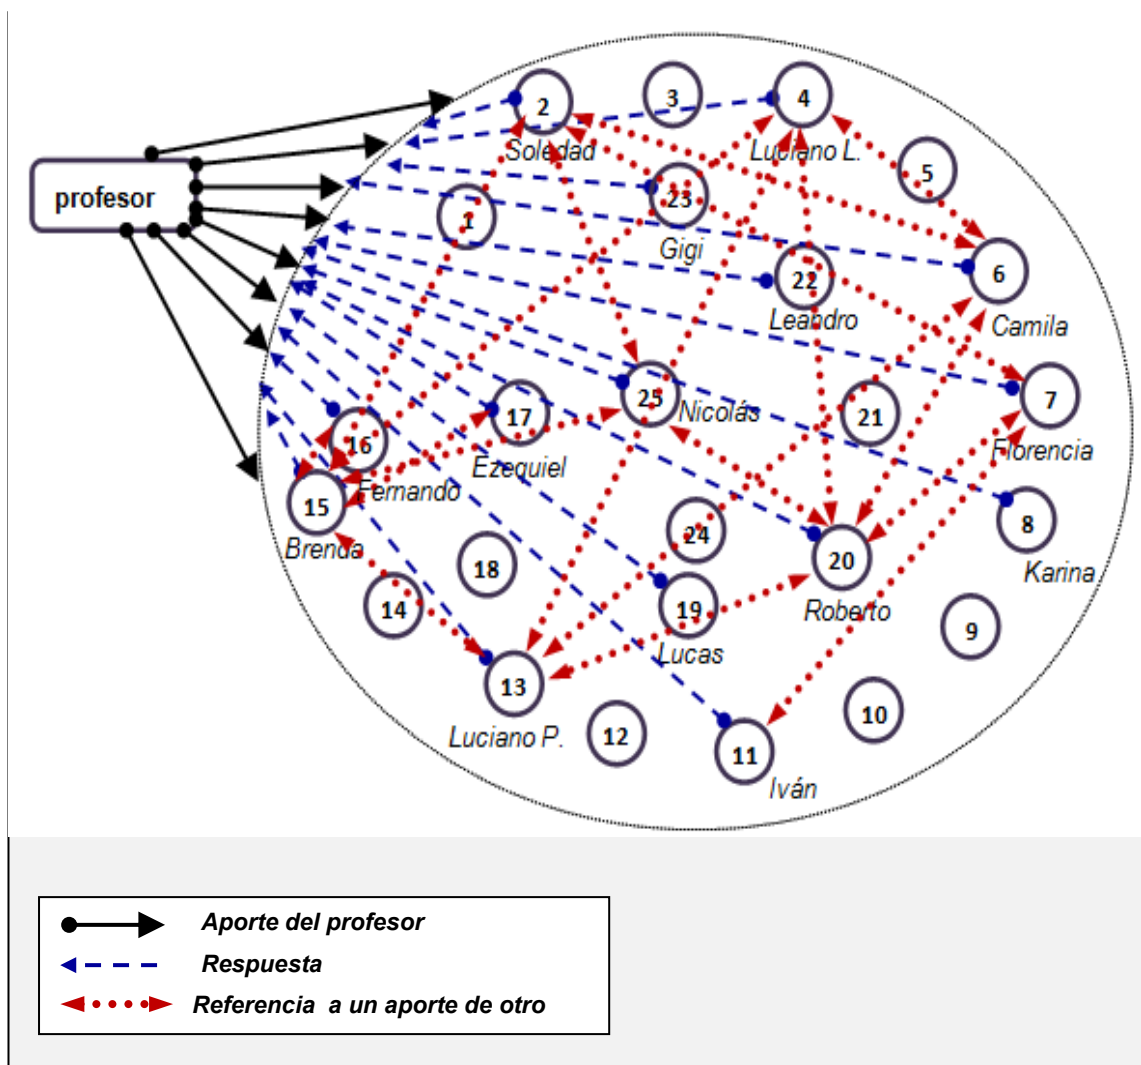 2
3
4
Soledad
Luciano L.
5
profesor
23
1
Gigi
6
22
Leandro
Camila
25
7
Nicolás
21
17
Florencia
16
Ezequiel
Fernando
15
8
24
Brenda
20
18
Karina
Roberto
14
19
9
Lucas
13
10
Luciano P.
12
11
Iván
Aporte del profesor
Respuesta
Referencia a un aporte de otro